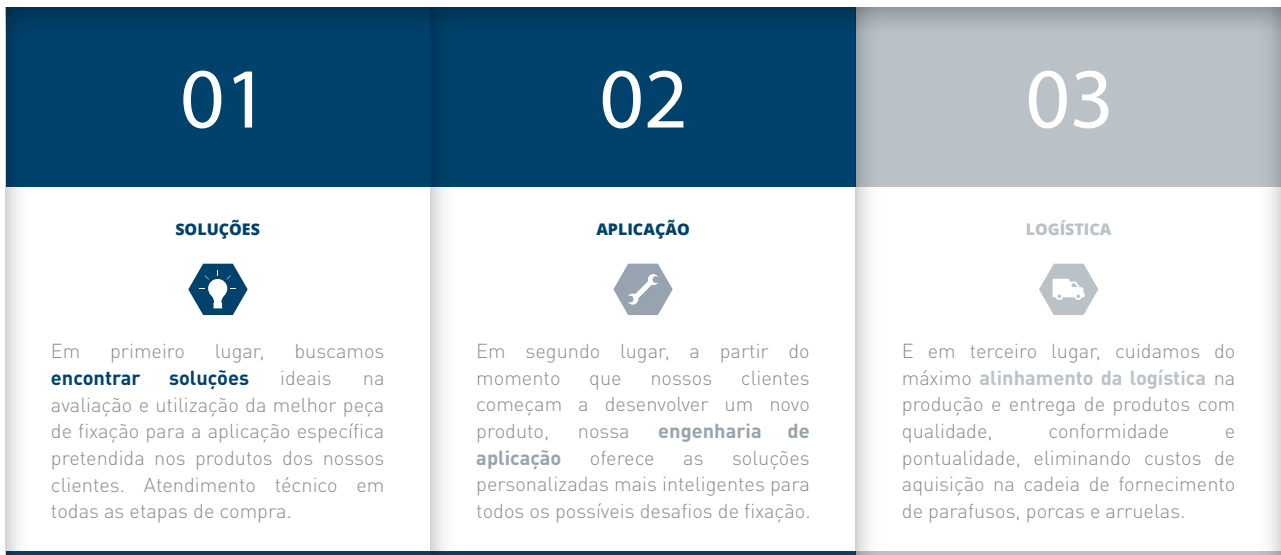 01
SOLUÇÕES
Em primeiro lugar, buscamos
encontrar soluções ideais na
avaliação e utilização da melhor peça
de fixação para a aplicação específica
pretendida nos produtos dos nossos
clientes. Atendimento técnico em
todas as etapas de compra.
02
APLICAÇÃO
Em segundo lugar, a partir do
momento que nossos clientes
começam a desenvolver um novo
produto, nossa engenharia de
aplicação oferece as soluções
personalizadas mais inteligentes para
todos os possíveis desafios de fixação.
03
LOGÍSTICA
E em terceiro lugar, cuidamos do
máximo alinhamento da logística na
produção e entrega de produtos com
qualidade, conformidade e
pontualidade, eliminando custos de
aquisição na cadeia de fornecimento
de parafusos, porcas e arruelas.